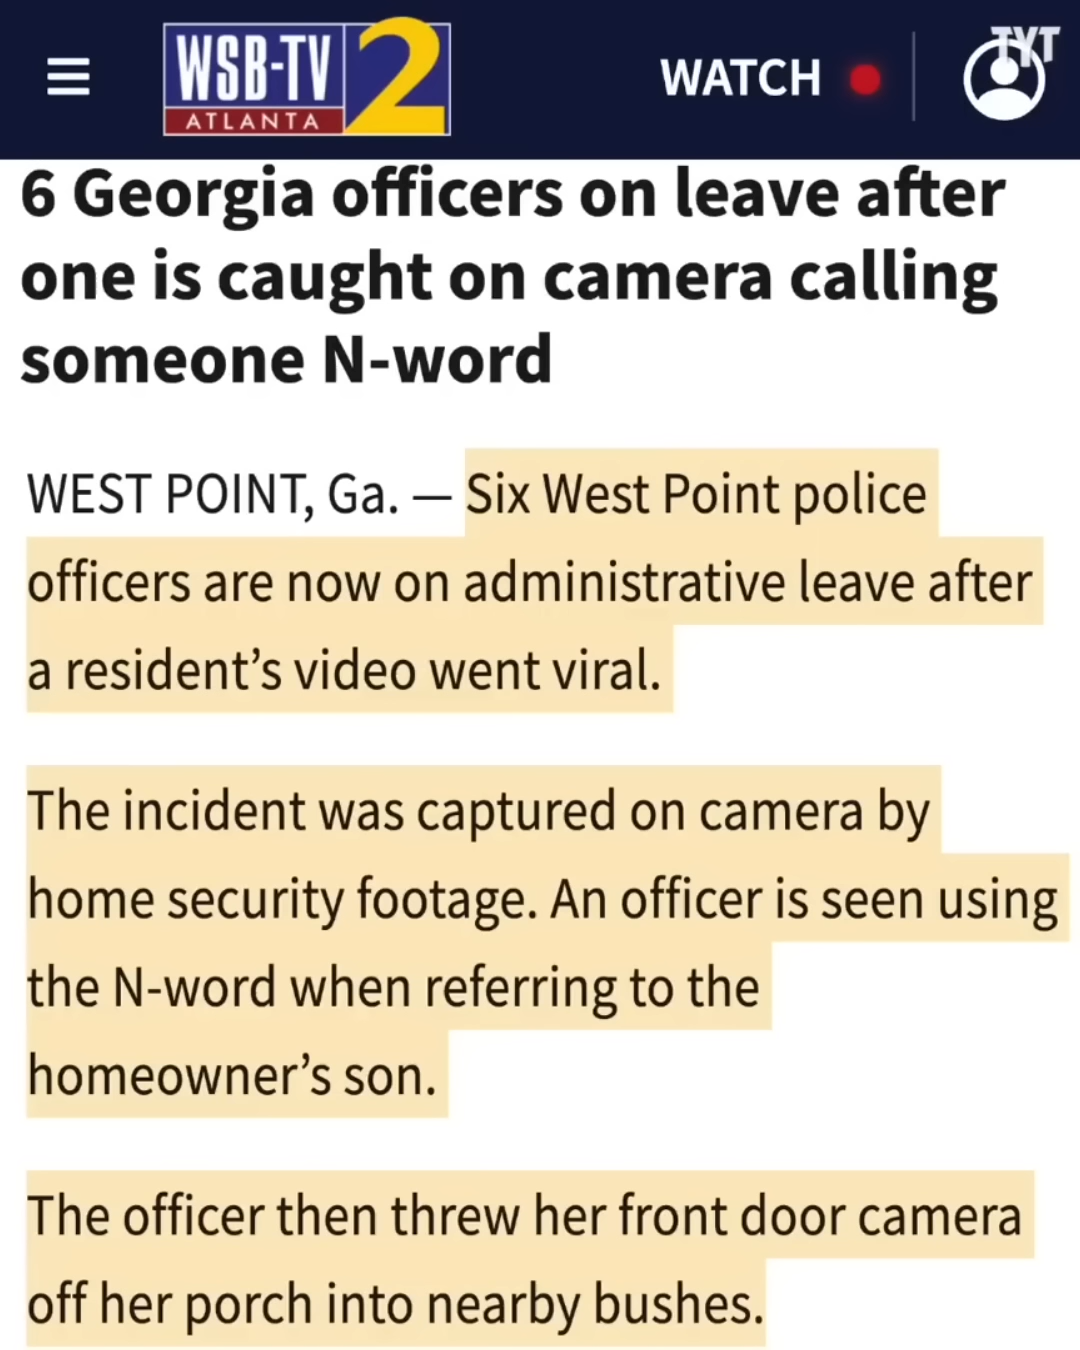 TYT
WSB-TV 2
ATLANTA
WATCH
6 Georgia officers on leave after
one is caught on camera calling
someone N-word
WEST POINT, Ga. — Six West Point police
officers are now on administrative leave after
a resident’s video went viral.
The incident was captured on camera by
home security footage. An officer is seen using
the N-word when referring to the
homeowner’s son.
The officer then threw her front door camera
off her porch into nearby bushes.